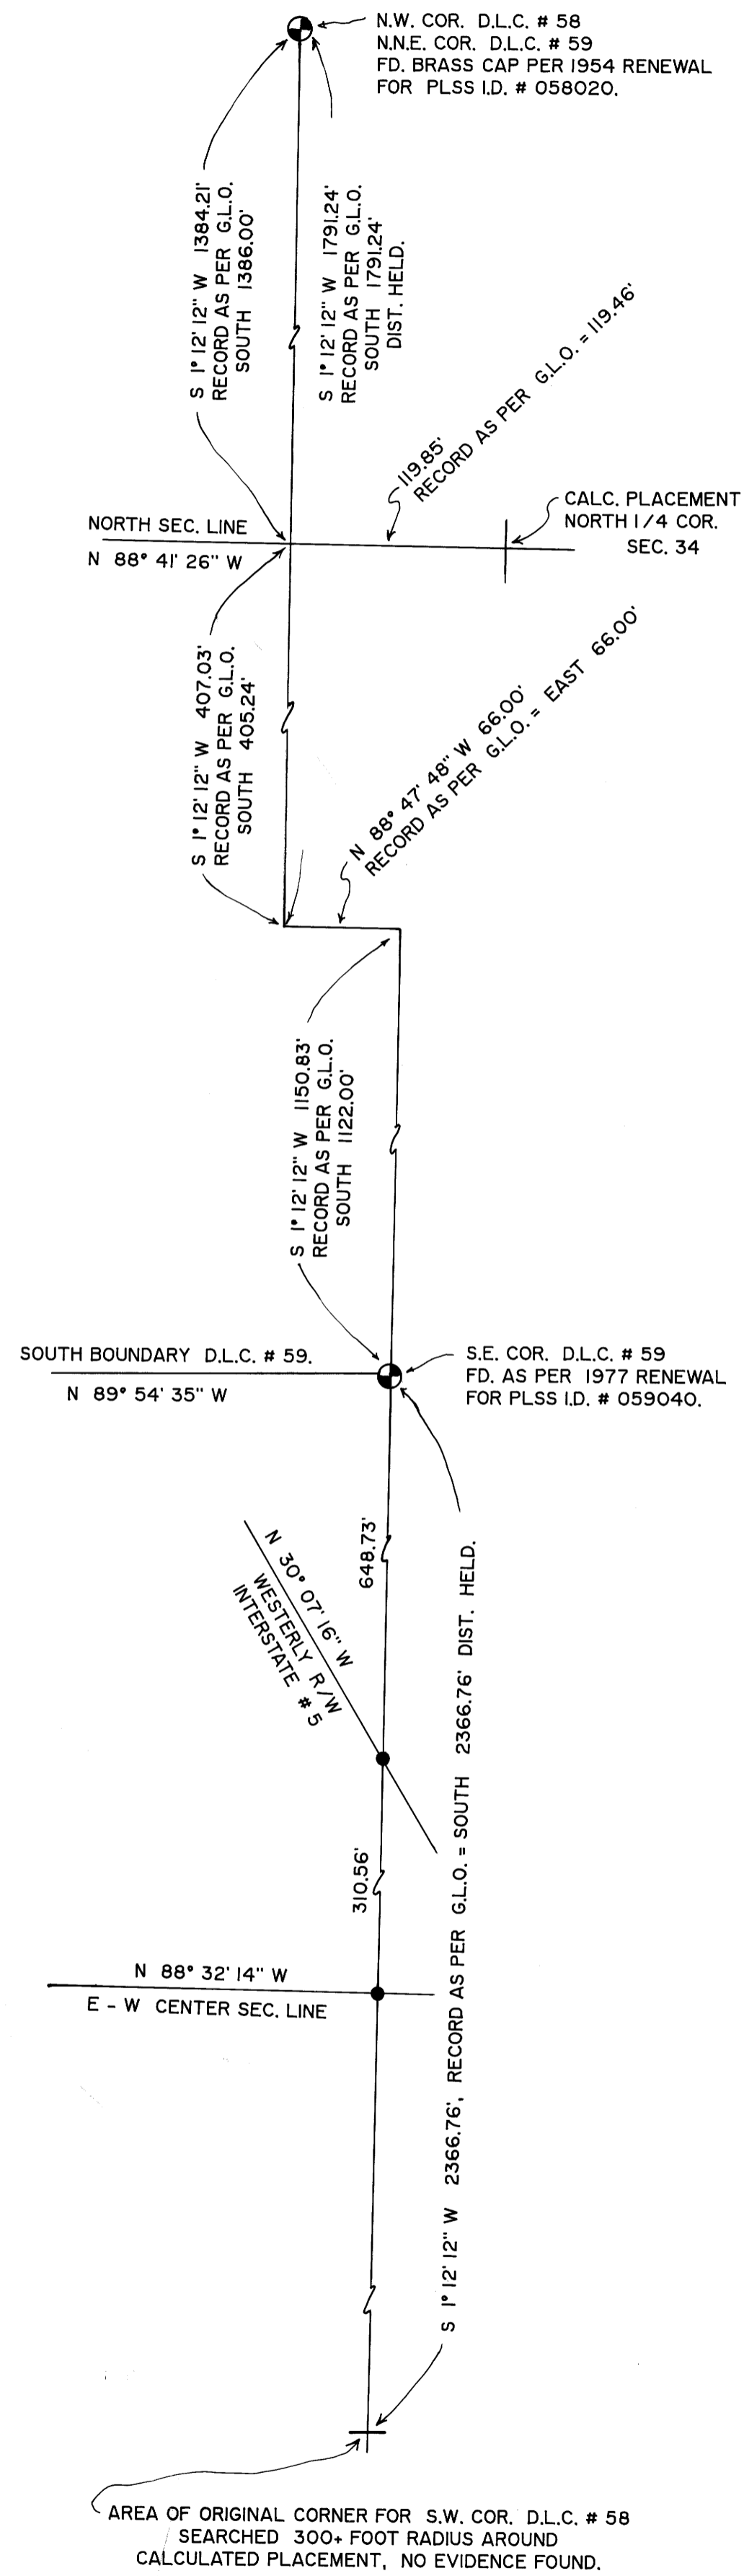 N.W. COR. D.L.C. # 58
N.N.E. COR. D.L.C. # 59
FD. BRASS CAP PER 1954 RENEWAL
FOR PLSS I.D. # 058020.
S 1° 12' 12" W 1384.21'
RECORD AS PER G.L.O.
SOUTH 1386.00'
S 1° 12' 12" W 1791.24'
RECORD AS PER G.L.O.
SOUTH 1791.24'
DIST. HELD.
119.85'
RECORD AS PER G.L.O. = 119.46'
CALC. PLACEMENT
NORTH 1/4 COR.
SEC. 34
NORTH SEC. LINE
N 88° 41' 26" W
S 1° 12' 12" W 407.03'
RECORD AS PER G.L.O.
SOUTH 405.24'
N 88° 47' 48" W 66.00'
RECORD AS PER G.L.O. = EAST 66.00'
S 1° 12' 12" W 1150.83'
RECORD AS PER G.L.O.
SOUTH 1122.00'
SOUTH BOUNDARY D.L.C. # 59.
N 89° 54' 35" W
S.E. COR. D.L.C. # 59
FD. AS PER 1977 RENEWAL
FOR PLSS I.D. # 059040.
648.73'
N 30° 07' 16" W
WESTERLY R/W
INTERSTATE # 5
310.56'
S 1° 12' 12" W 2366.76', RECORD AS PER G.L.O. = SOUTH 2366.76' DIST. HELD.
N 88° 32' 14" W
E - W CENTER SEC. LINE
AREA OF ORIGINAL CORNER FOR S.W. COR. D.L.C. # 58
SEARCHED 300+ FOOT RADIUS AROUND
CALCULATED PLACEMENT, NO EVIDENCE FOUND.